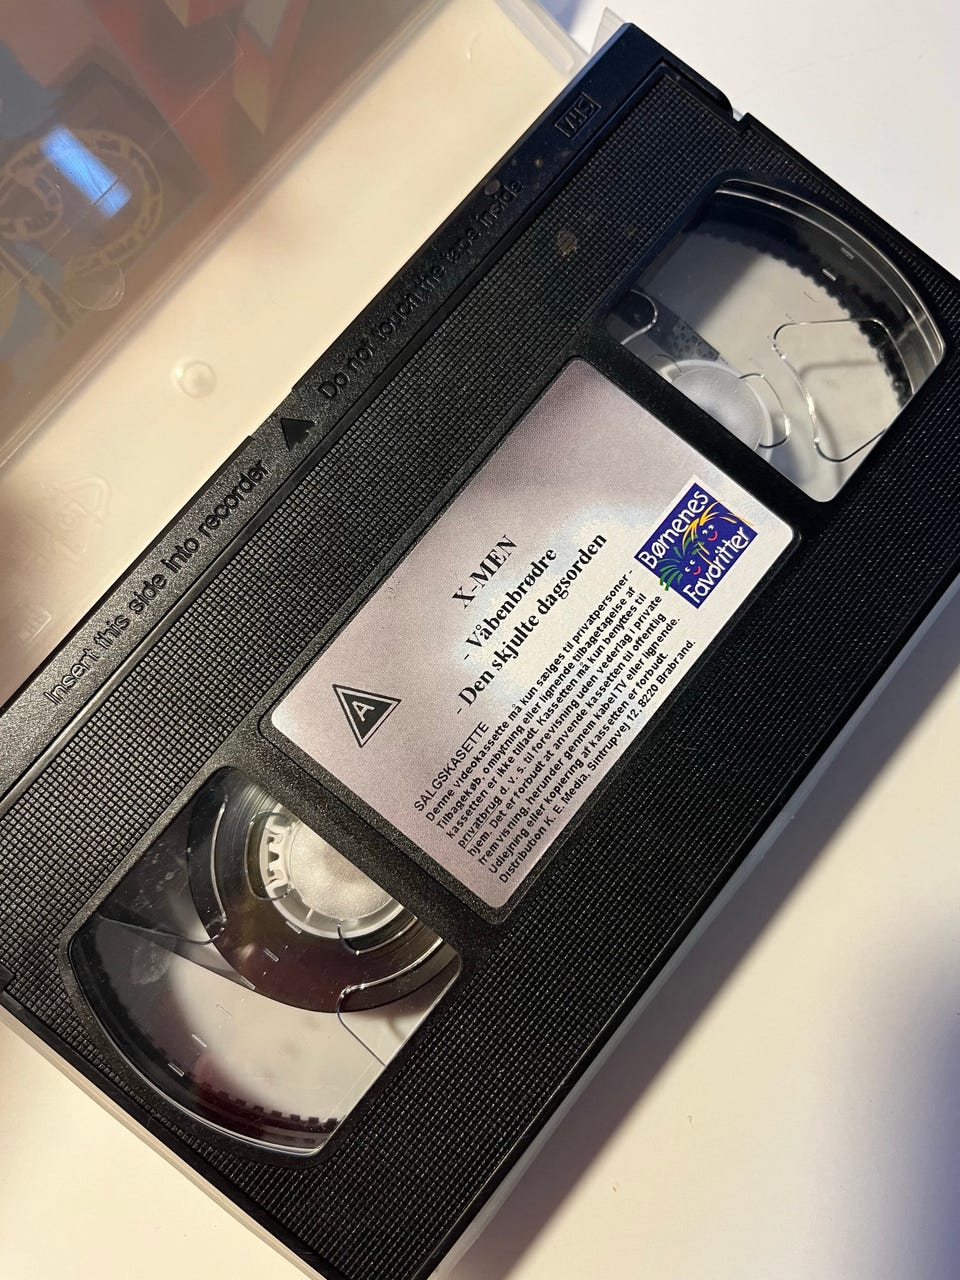 VHS
Do not touch the tape inside
Insert this side into recorder
X-MEN
- Våbenbrødre
- Den skjulte dagsorden
Børnenes
Favoritter
A
SALGSKASETTE
Denne videokassette må kun sælges til privatpersoner -
Tilbagekøb, ombytning eller lignende tilbagetagelse af
kassetten er ikke tilladt. Kassetten må kun benyttes til
privatbrug d. v. s. til forevisning uden vederlag i private
hjem. Det er forbudt at anvende kassetten til offentlig
fremvisning, herunder gennem kabel TV eller lignende.
Udlejning eller kopiering af kassetten er forbudt.
Distribution K. E. Media, Sintrupvej 12, 8220 Brabrand.